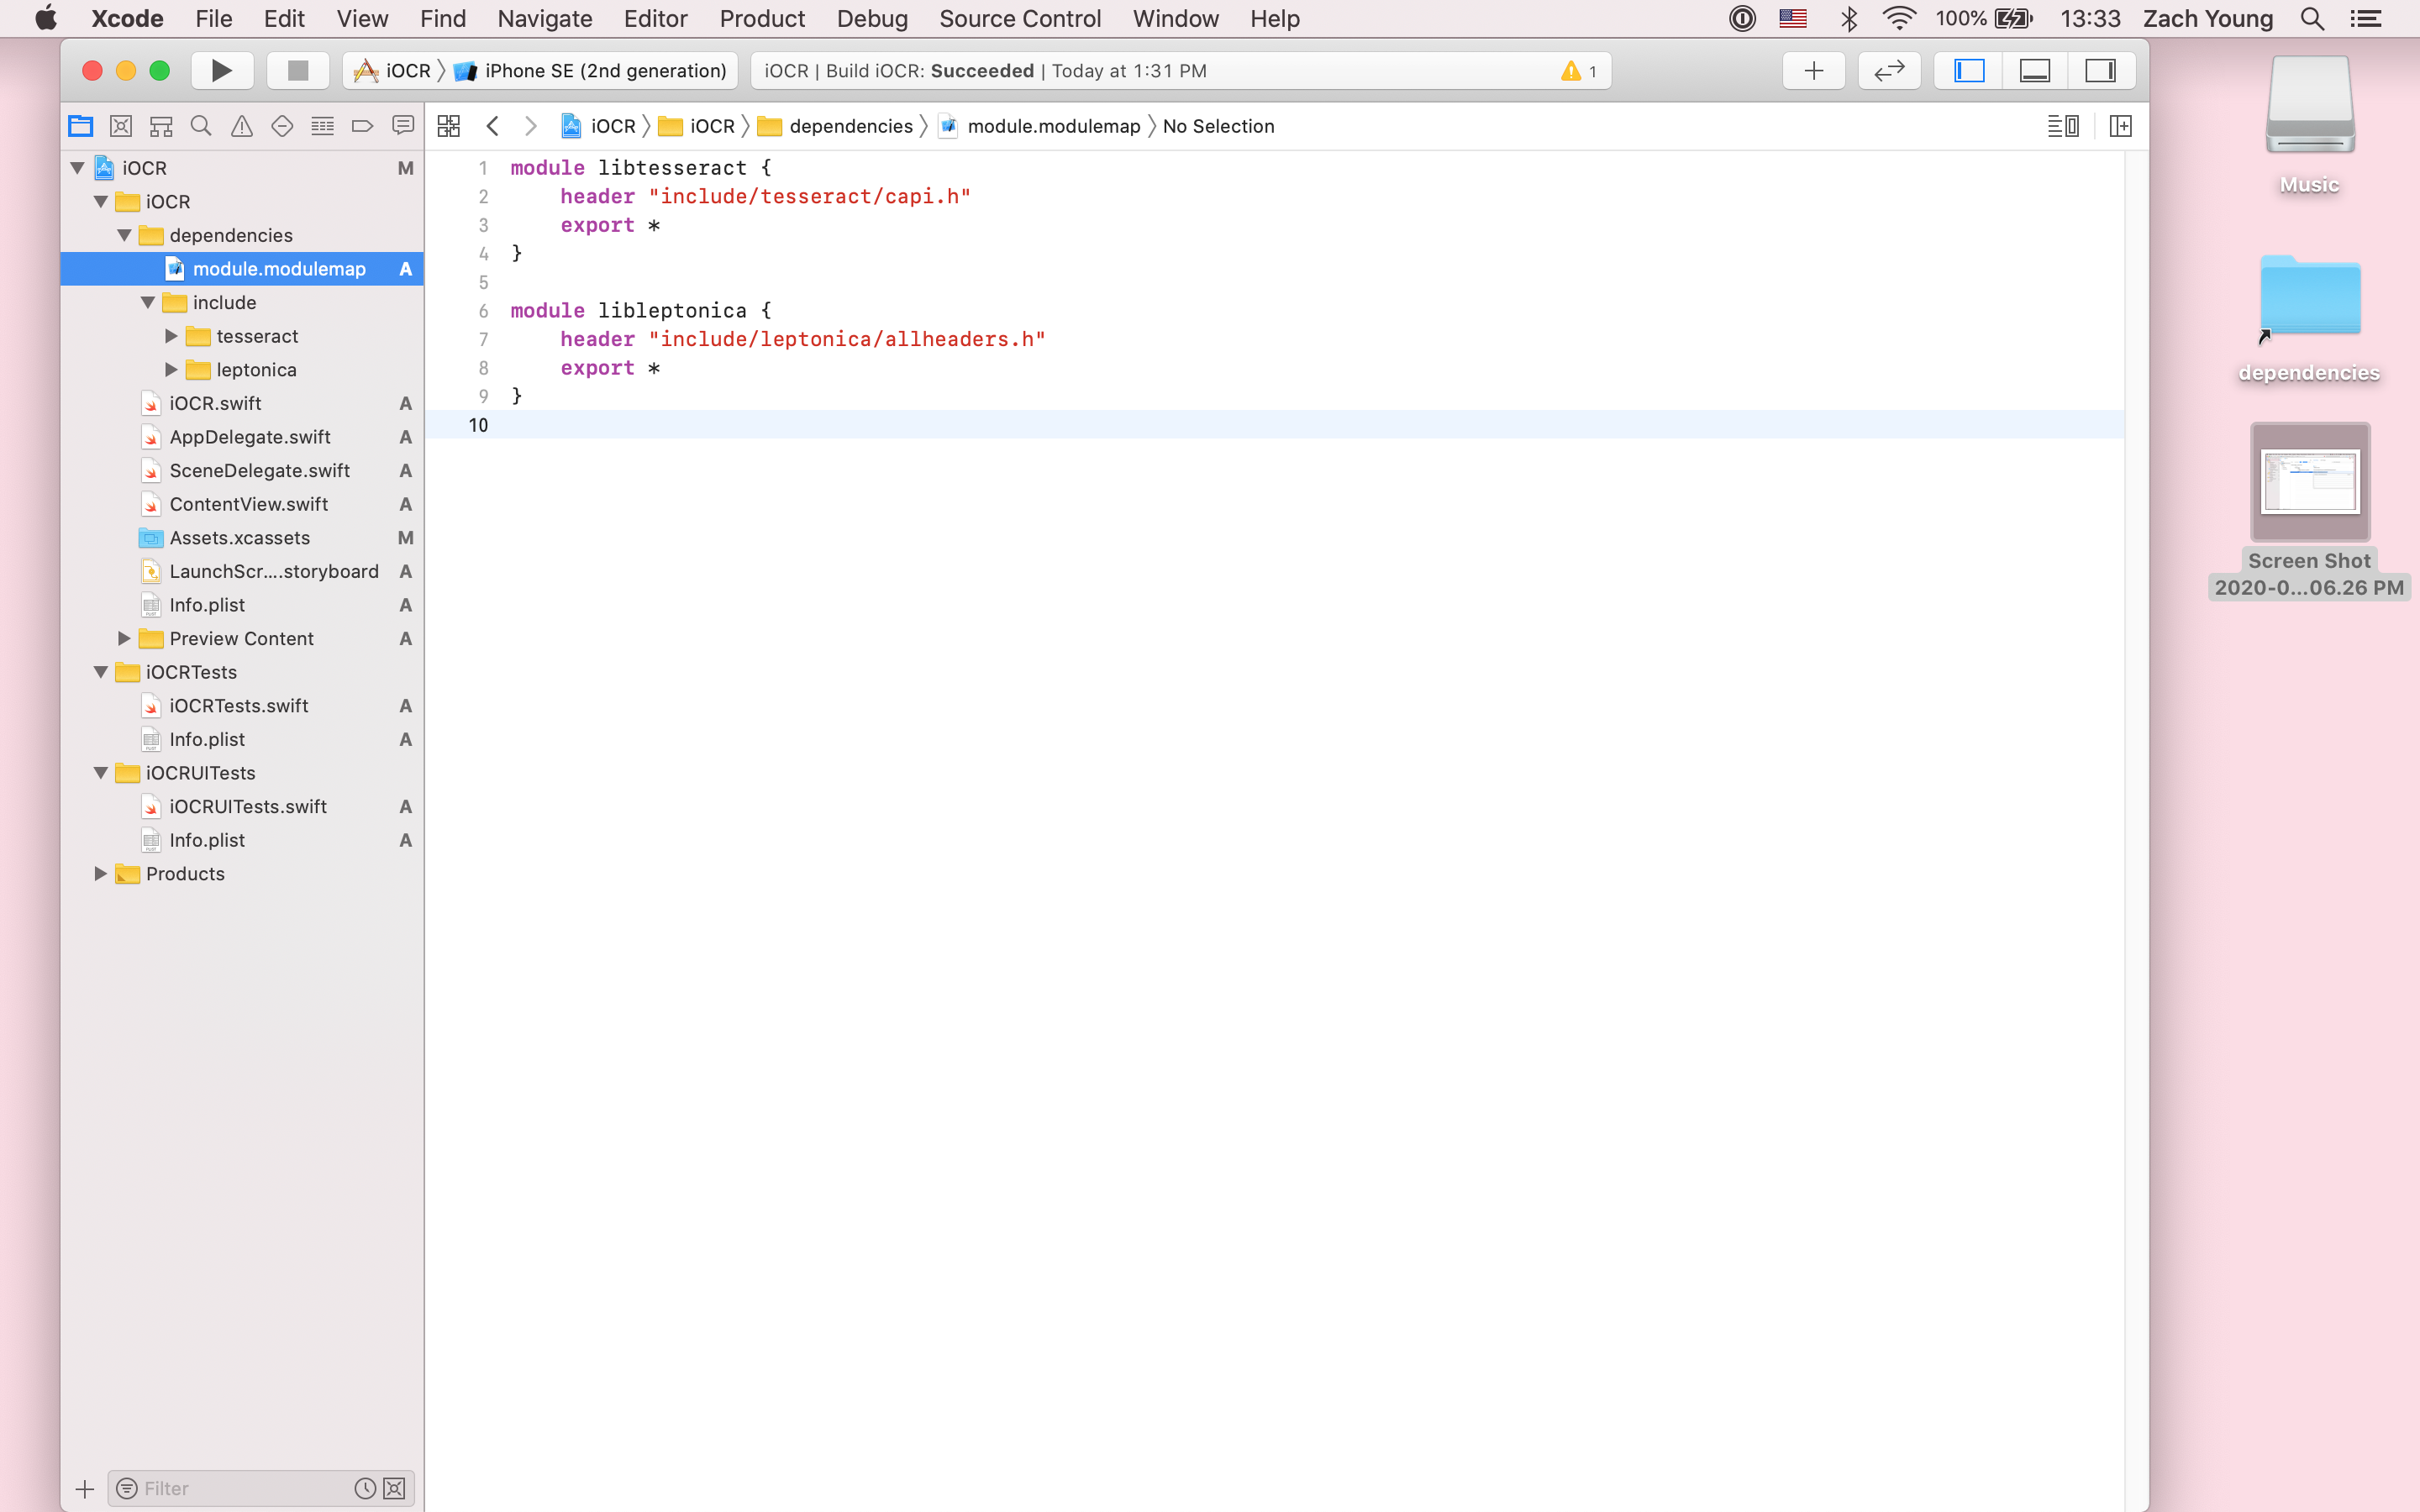 Xcode File Edit View Find Navigate Editor Product Debug Source Control Window Help 100% 13:33 Zach Young
iOCR iPhone SE (2nd generation) iOCR | Build iOCR: Succeeded | Today at 1:31 PM 1
iOCR iOCR dependencies module.modulemap No Selection
iOCR M
iOCR
dependencies
module.modulemap A
include
tesseract
leptonica
iOCR.swift A
AppDelegate.swift A
SceneDelegate.swift A
ContentView.swift A
Assets.xcassets M
LaunchScr....storyboard A
Info.plist A
Preview Content A
iOCRTests
iOCRTests.swift A
Info.plist A
iOCRUITests
iOCRUITests.swift A
Info.plist A
Products
Filter
1 module libtesseract {
2 header "include/tesseract/capi.h"
3 export *
4 }
5
6 module libleptonica {
7 header "include/leptonica/allheaders.h"
8 export *
9 }
10
Music
dependencies
Screen Shot
2020-0...06.26 PM